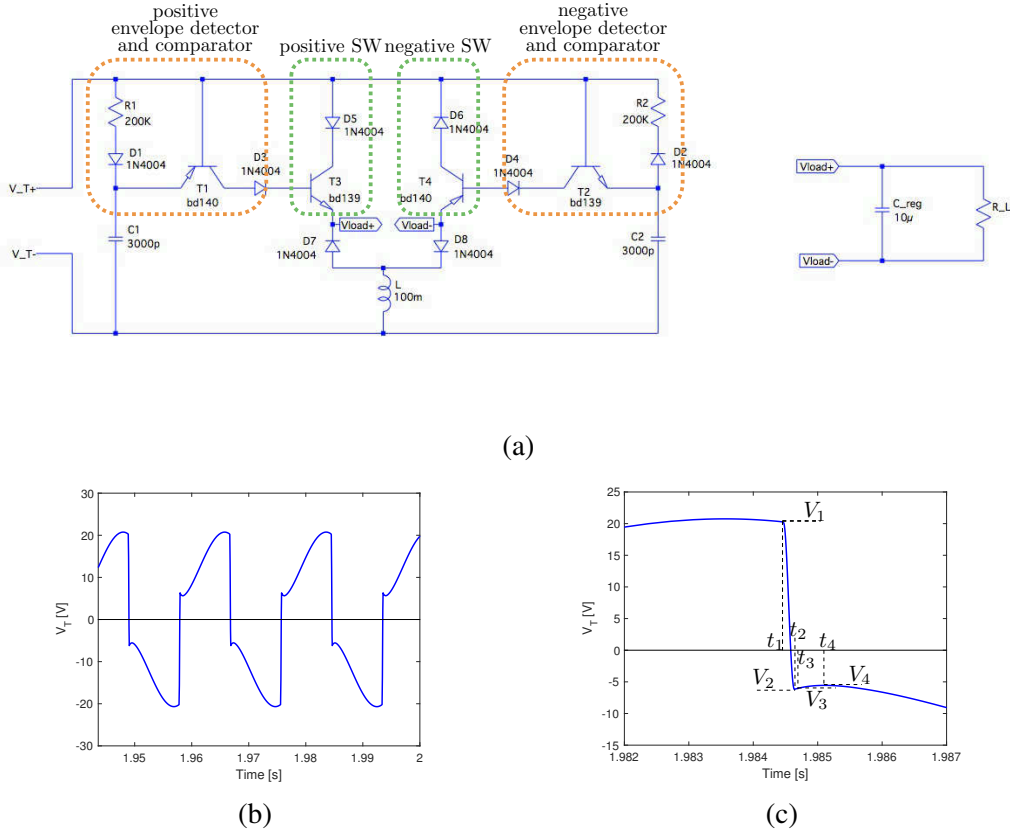 positive
envelope detector
and comparator
positive SW
negative SW
negative
envelope detector
and comparator
R1
200K
D5
1N4004
D6
1N4004
R2
200K
D1
1N4004
D3
1N4004
D4
1N4004
D2
1N4004
V_T+
T1
bd140
T3
bd139
T4
bd140
T2
bd139
Vload+
Vload-
C1
3000p
D7
1N4004
D8
1N4004
C2
3000p
V_T-
L
100m
Vload+
C_reg
10µ
R_L
Vload-
(a)
30
20
10
0
-10
-20
-30
V_T [V]
1.95
1.96
1.97
1.98
1.99
2
Time [s]
(b)
25
20
15
10
5
0
-5
-10
-15
V_T [V]
V_1
t_1
t_2
t_3
t_4
V_2
V_3
V_4
1.982
1.983
1.984
1.985
1.986
1.987
Time [s]
(c)